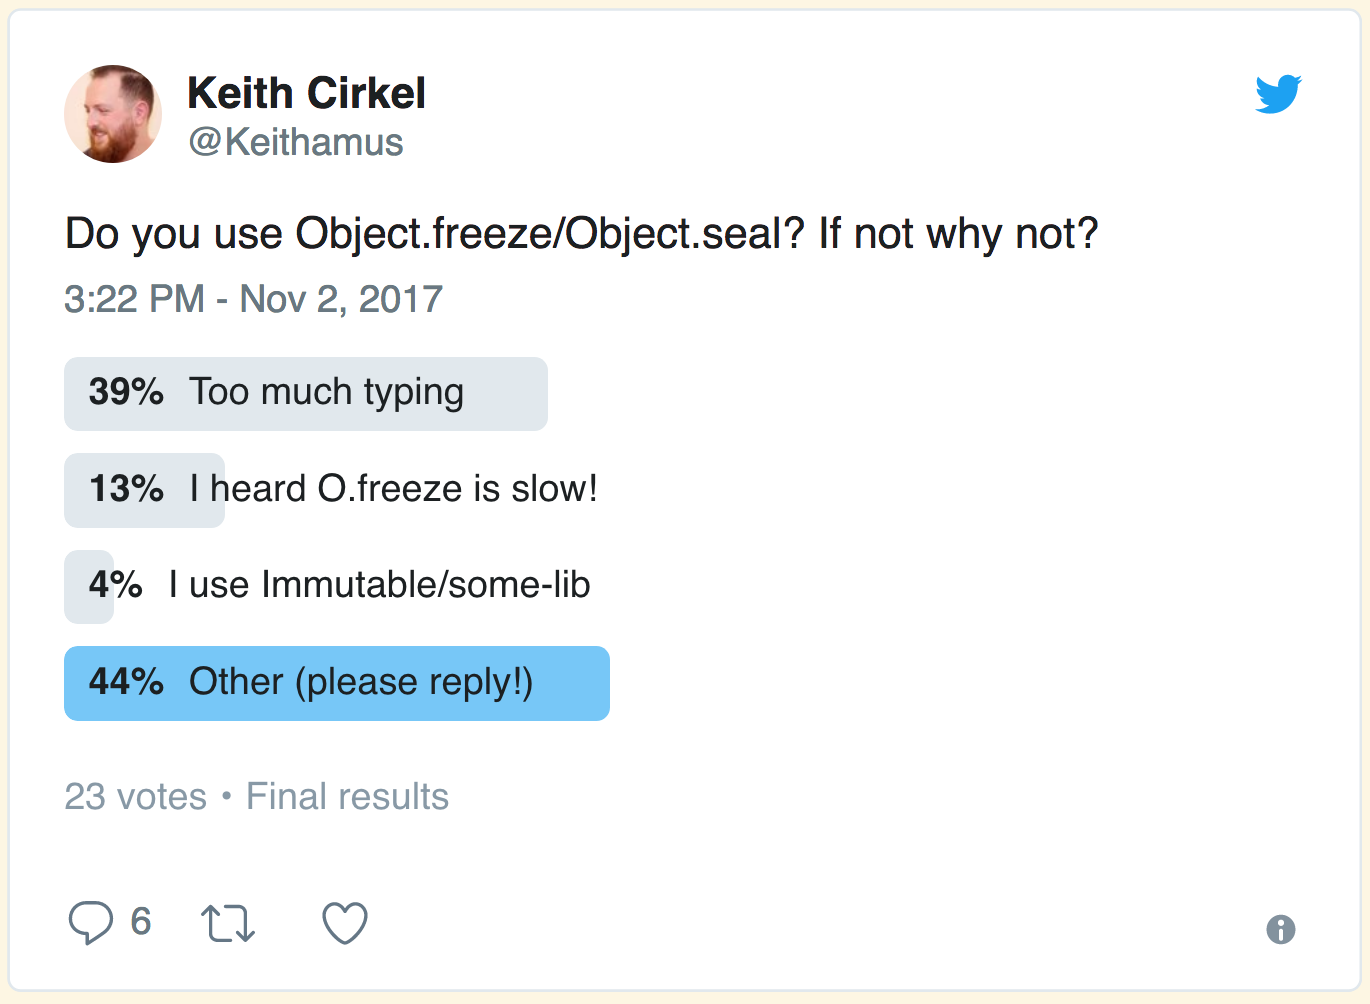 Keith Cirkel
@Keithamus
Do you use Object.freeze/Object.seal? If not why not?
3:22 PM - Nov 2, 2017
39% Too much typing
13% I heard O.freeze is slow!
4% I use Immutable/some-lib
44% Other (please reply!)
23 votes • Final results
6